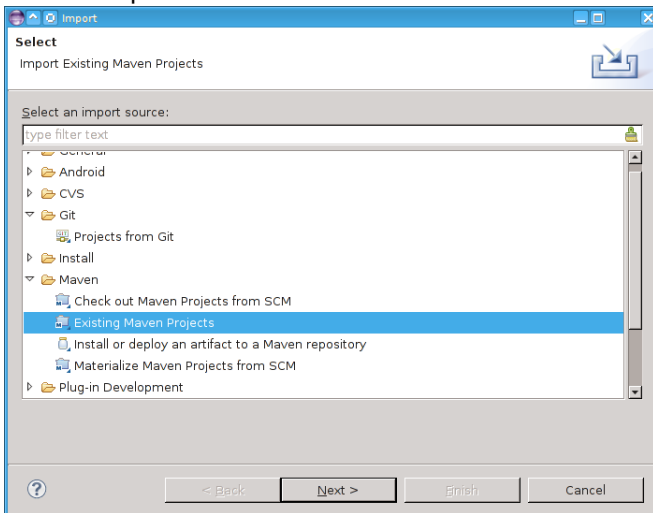 Import
Select
Import Existing Maven Projects
Select an import source:
type filter text
General
Android
CVS
Git
Projects from Git
Install
Maven
Check out Maven Projects from SCM
Existing Maven Projects
Install or deploy an artifact to a Maven repository
Materialize Maven Projects from SCM
Plug-in Development
?
< Back Next > Finish Cancel